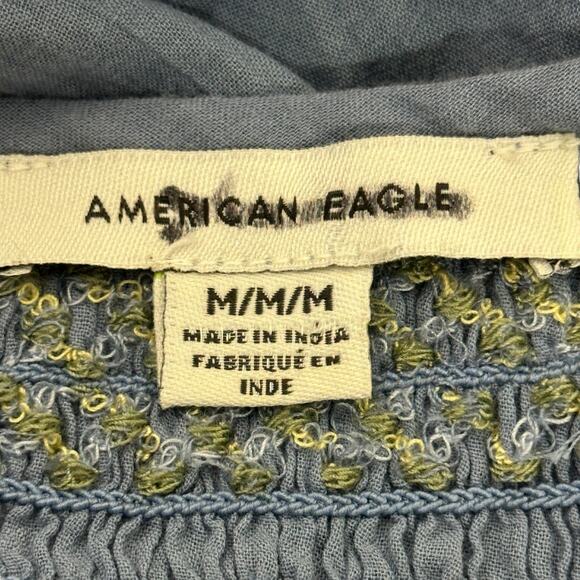 AMERICAN EAGLE
M/M/M
MADE IN INDIA
FABRIQUÉ EN
INDE